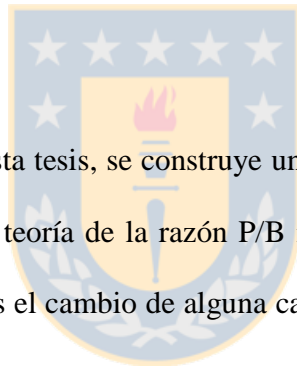 sta tesis, se construye un
teoría de la razón P/B
s el cambio de alguna ca